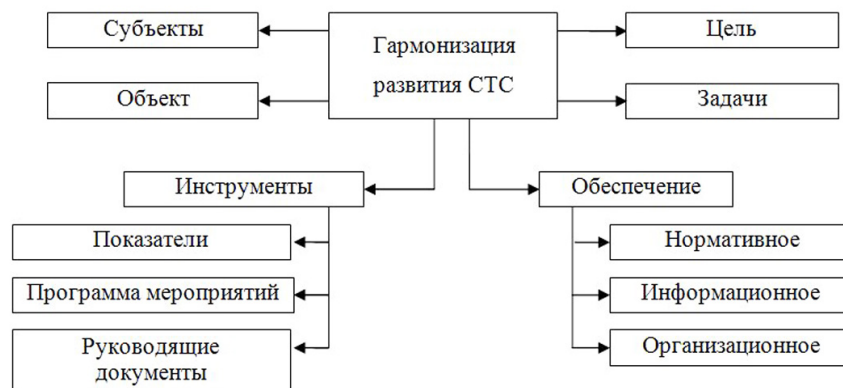 Субъекты
Гармонизация
развития СТС
Цель
Объект
Задачи
Инструменты
Обеспечение
Показатели
Нормативное
Программа мероприятий
Информационное
Руководящие
документы
Организационное